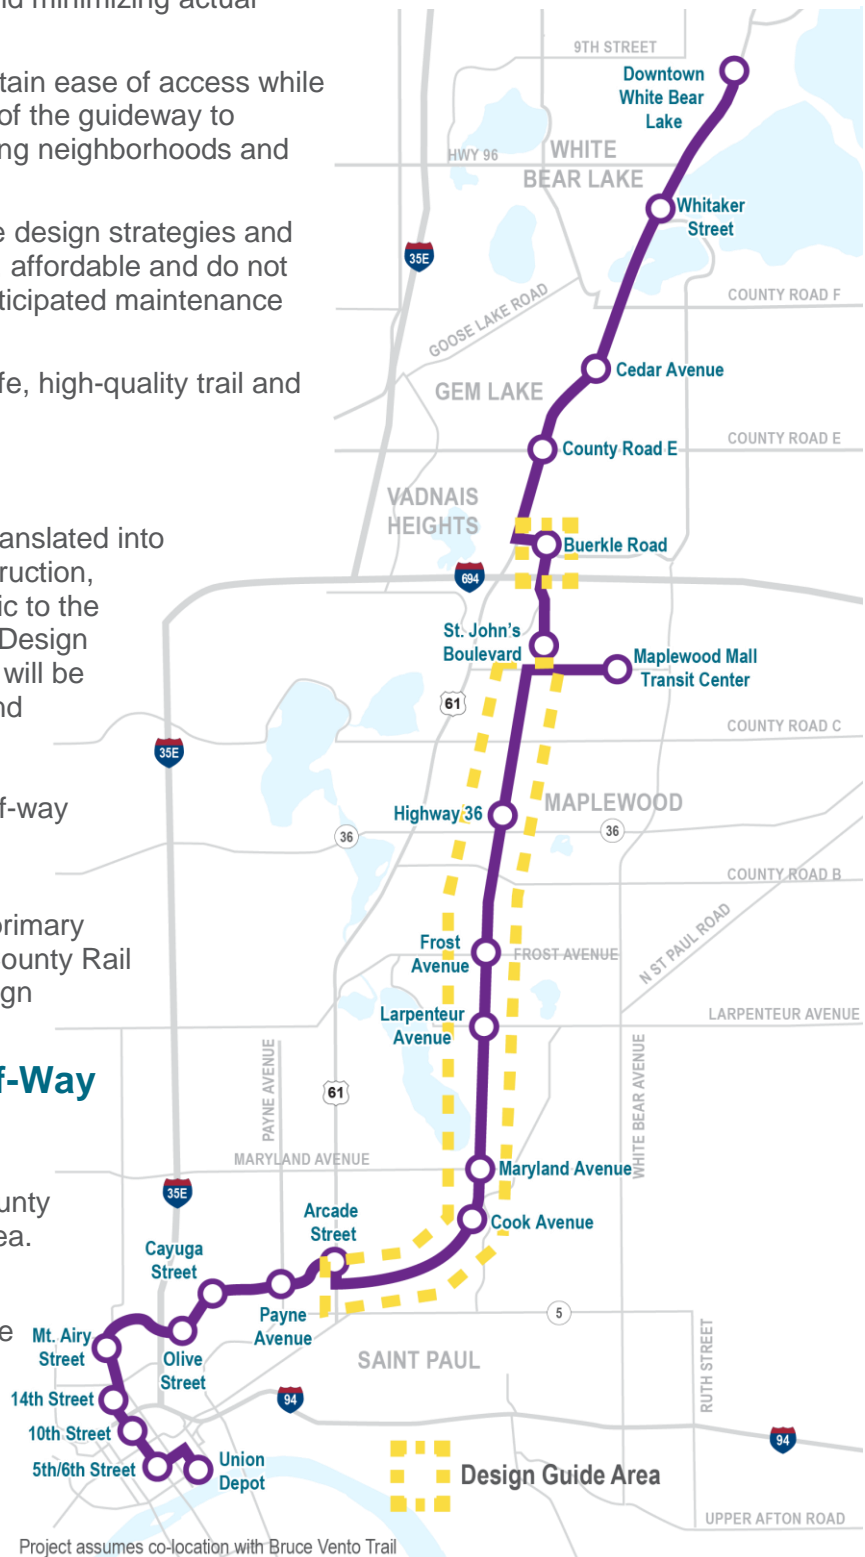 nd minimizing actual
tain ease of access while
of the guideway to
ng neighborhoods and
e design strategies and
affordable and do not
ticipated maintenance
fe, high-quality trail and
anslated into
ruction,
ic to the
Design
will be
nd
f-way
primary
ounty Rail
ign
f-Way
unty
ea.
e
9TH STREET
Downtown
White Bear
Lake
HWY 96
WHITE
BEAR LAKE
Whitaker
Street
35E
COUNTY ROAD F
GOOSE LAKE ROAD
Cedar Avenue
GEM LAKE
COUNTY ROAD E
County Road E
VADNAIS
HEIGHTS
Buerkle Road
694
St. John's
Boulevard
Maplewood Mall
Transit Center
61
COUNTY ROAD C
35E
Highway 36
MAPLEWOOD
36
36
COUNTY ROAD B
Frost
Avenue
FROST AVENUE
N ST PAUL ROAD
Larpenteur
Avenue
LARPENTEUR AVENUE
PAYNE AVENUE
61
WHITE BEAR AVENUE
MARYLAND AVENUE
Maryland Avenue
35E
Arcade
Street
Cook Avenue
Cayuga
Street
Payne
Avenue
5
Mt. Airy
Street
Olive
Street
SAINT PAUL
RUTH STREET
14th Street
94
10th Street
94
5th/6th Street
Union
Depot
Design Guide Area
UPPER AFTON ROAD
Project assumes co-location with Bruce Vento Trail